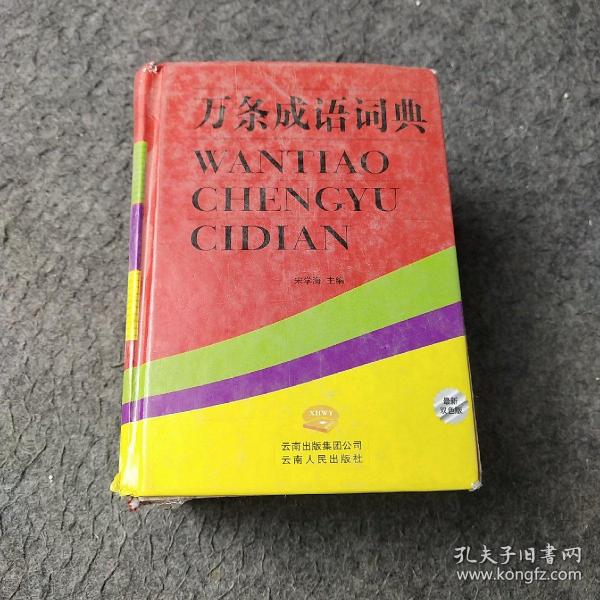 万条成语词典
WANTIAO
CHENGYU
CIDIAN
宋学海 主编
XHWY
最新
双色版
云南出版集团公司
云南人民出版社
孔夫子旧书网
www.kongfz.com